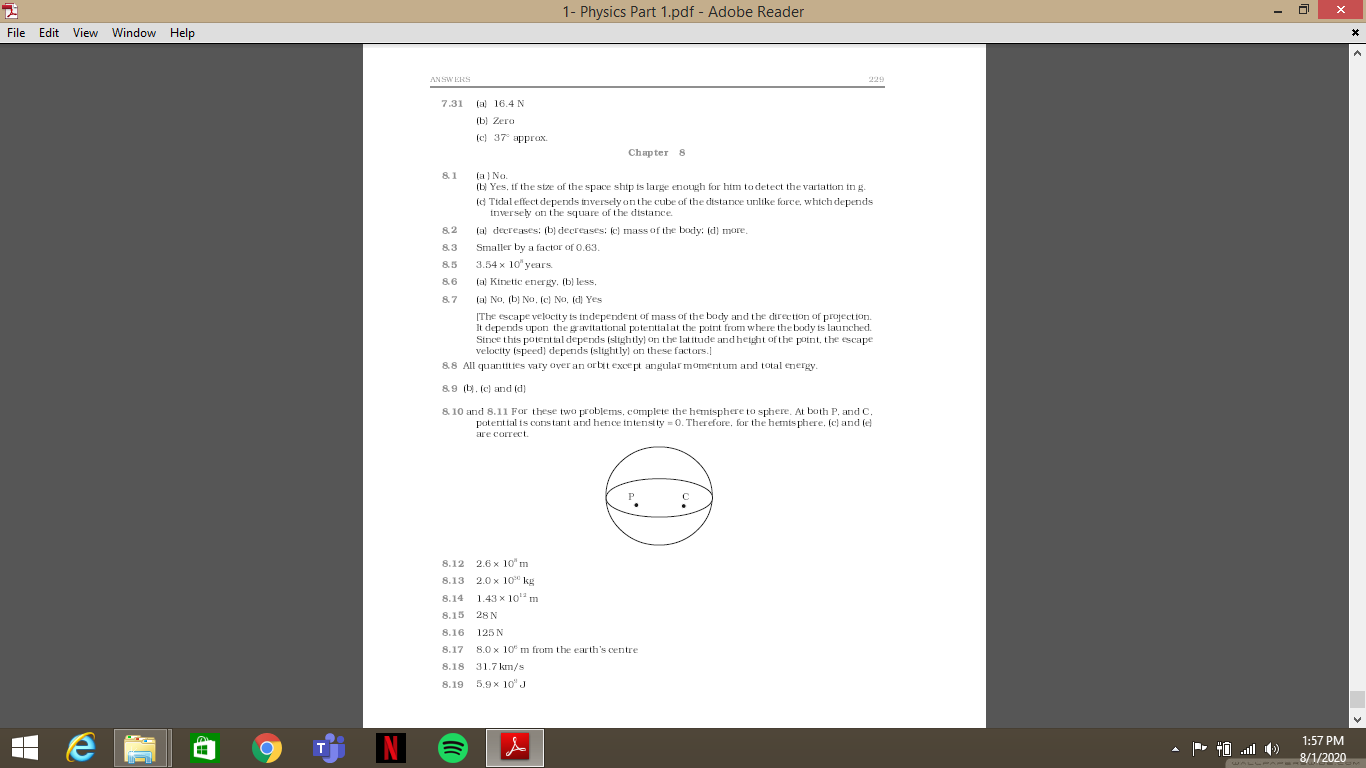 1- Physics Part 1.pdf - Adobe Reader
File Edit View Window Help
ANSWERS 229
7.31 (a) 16.4 N
(b) Zero
(c) 37° approx.
Chapter 8
8.1 (a ) No.
(b) Yes, if the size of the space ship is large enough for him to detect the variation in g.
(c) Tidal effect depends inversely on the cube of the distance unlike force, which depends
inversely on the square of the distance.
8.2 (a) decreases; (b) decreases; (c) mass of the body; (d) more.
8.3 Smaller by a factor of 0.63.
8.5 3.54 × 10⁸ years.
8.6 (a) Kinetic energy, (b) less,
8.7 (a) No, (b) No, (c) No, (d) Yes
[The escape velocity is independent of mass of the body and the direction of projection.
It depends upon the gravitational potential at the point from where the body is launched.
Since this potential depends (slightly) on the latitude and height of the point, the escape
velocity (speed) depends (slightly) on these factors.]
8.8 All quantities vary over an orbit except angular momentum and total energy.
8.9 (b), (c) and (d)
8.10 and 8.11 For these two problems, complete the hemisphere to sphere. At both P, and C,
potential is constant and hence intensity = 0. Therefore, for the hemisphere, (c) and (e)
are correct.
P C
8.12 2.6 × 10⁸ m
8.13 2.0 × 10³⁰ kg
8.14 1.43 × 10¹² m
8.15 28 N
8.16 125 N
8.17 8.0 × 10⁶ m from the earth's centre
8.18 31.7 km/s
8.19 5.9 × 10⁹ J
1:57 PM
8/1/2020